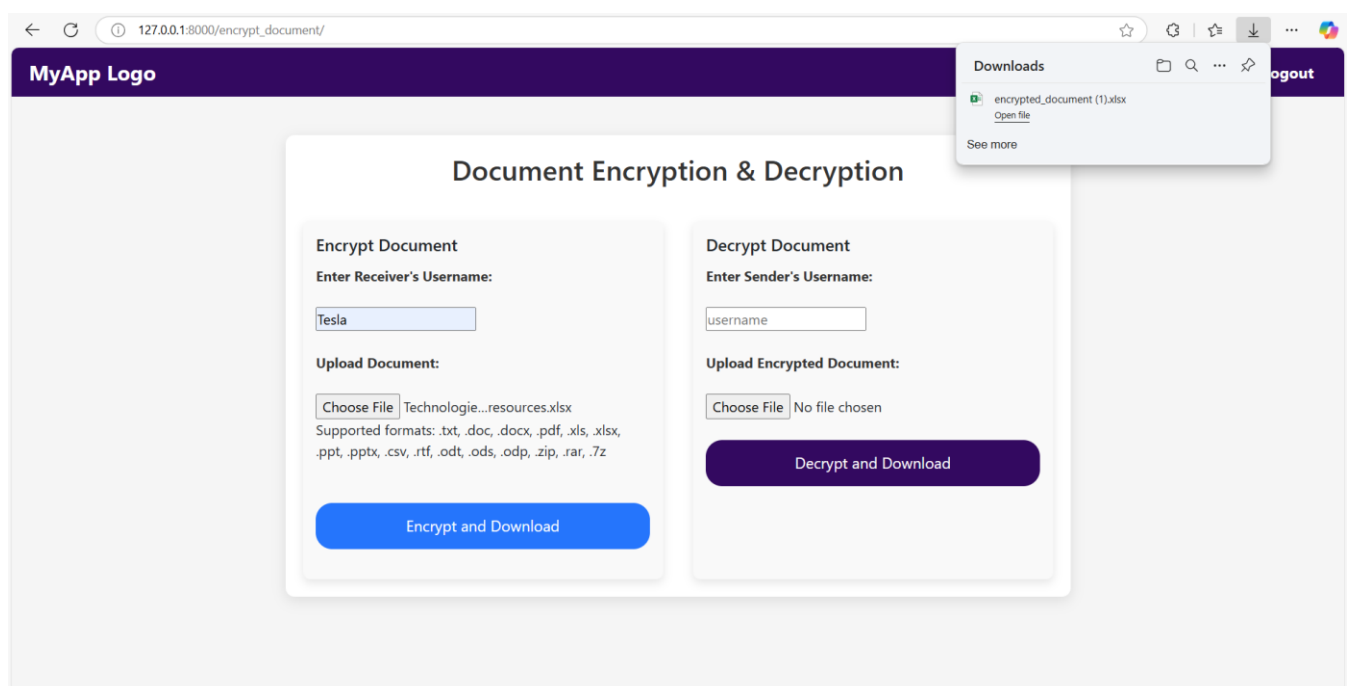 127.0.0.1:8000/encrypt_document/
MyApp Logo
ogout
Downloads
encrypted_document (1).xlsx
Open file
See more
Document Encryption & Decryption
Encrypt Document
Enter Receiver's Username:
Tesla
Upload Document:
Choose File Technologie...resources.xlsx
Supported formats: .txt, .doc, .docx, .pdf, .xls, .xlsx,
.ppt, .pptx, .csv, .rtf, .odt, .ods, .odp, .zip, .rar, .7z
Encrypt and Download
Decrypt Document
Enter Sender's Username:
username
Upload Encrypted Document:
Choose File No file chosen
Decrypt and Download